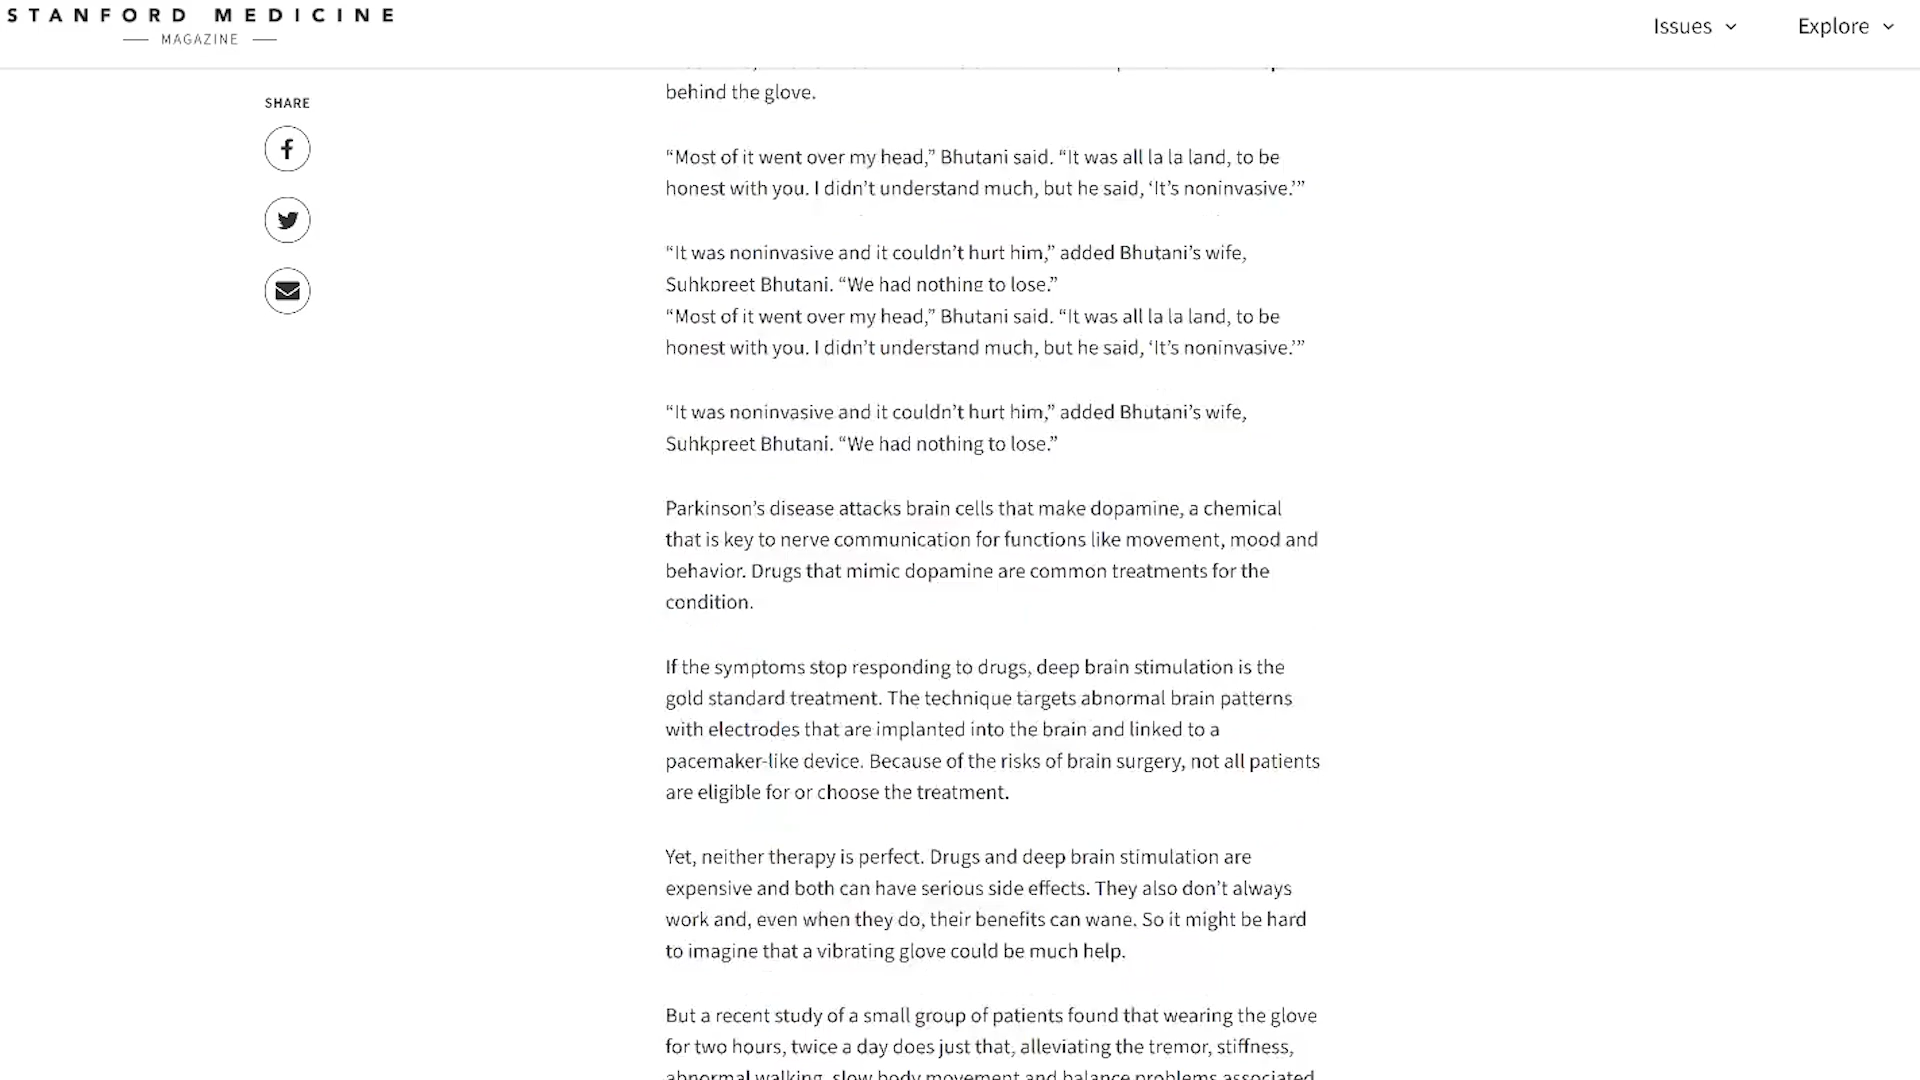 STANFORD MEDICINE
MAGAZINE
Issues
Explore
SHARE
behind the glove.
“Most of it went over my head,” Bhutani said. “It was all la la land, to be
honest with you. I didn’t understand much, but he said, ‘It’s noninvasive.’”
“It was noninvasive and it couldn’t hurt him,” added Bhutani’s wife,
Suhkpreet Bhutani. “We had nothing to lose.”
“Most of it went over my head,” Bhutani said. “It was all la la land, to be
honest with you. I didn’t understand much, but he said, ‘It’s noninvasive.’”
“It was noninvasive and it couldn’t hurt him,” added Bhutani’s wife,
Suhkpreet Bhutani. “We had nothing to lose.”
Parkinson’s disease attacks brain cells that make dopamine, a chemical
that is key to nerve communication for functions like movement, mood and
behavior. Drugs that mimic dopamine are common treatments for the
condition.
If the symptoms stop responding to drugs, deep brain stimulation is the
gold standard treatment. The technique targets abnormal brain patterns
with electrodes that are implanted into the brain and linked to a
pacemaker-like device. Because of the risks of brain surgery, not all patients
are eligible for or choose the treatment.
Yet, neither therapy is perfect. Drugs and deep brain stimulation are
expensive and both can have serious side effects. They also don’t always
work and, even when they do, their benefits can wane. So it might be hard
to imagine that a vibrating glove could be much help.
But a recent study of a small group of patients found that wearing the glove
for two hours, twice a day does just that, alleviating the tremor, stiffness,
abnormal walking, slow body movement and balance problems associated